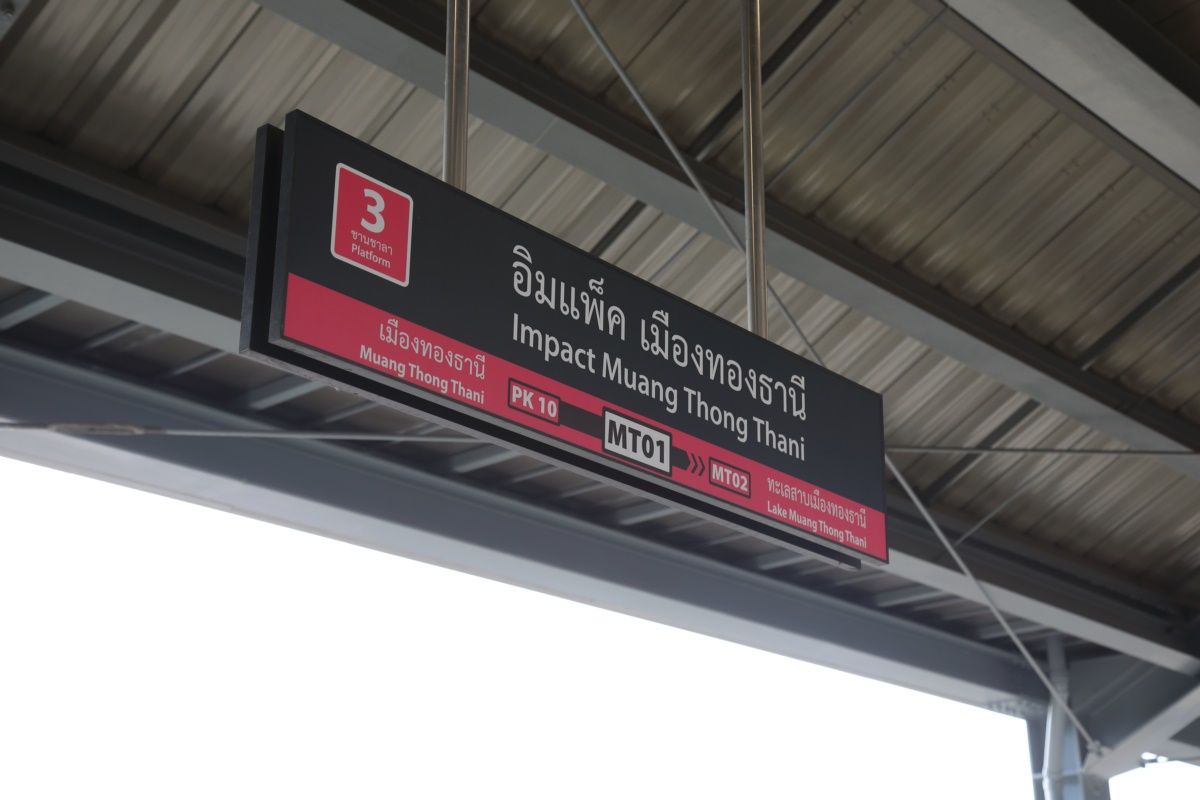 3
ชานชาลา
Platform
อิมแพ็ค เมืองทองธานี
Impact Muang Thong Thani
เมืองทองธานี
Muang Thong Thani
PK 10
MT01
MT02
ทะเลสาบเมืองทองธานี
Lake Muang Thong Thani